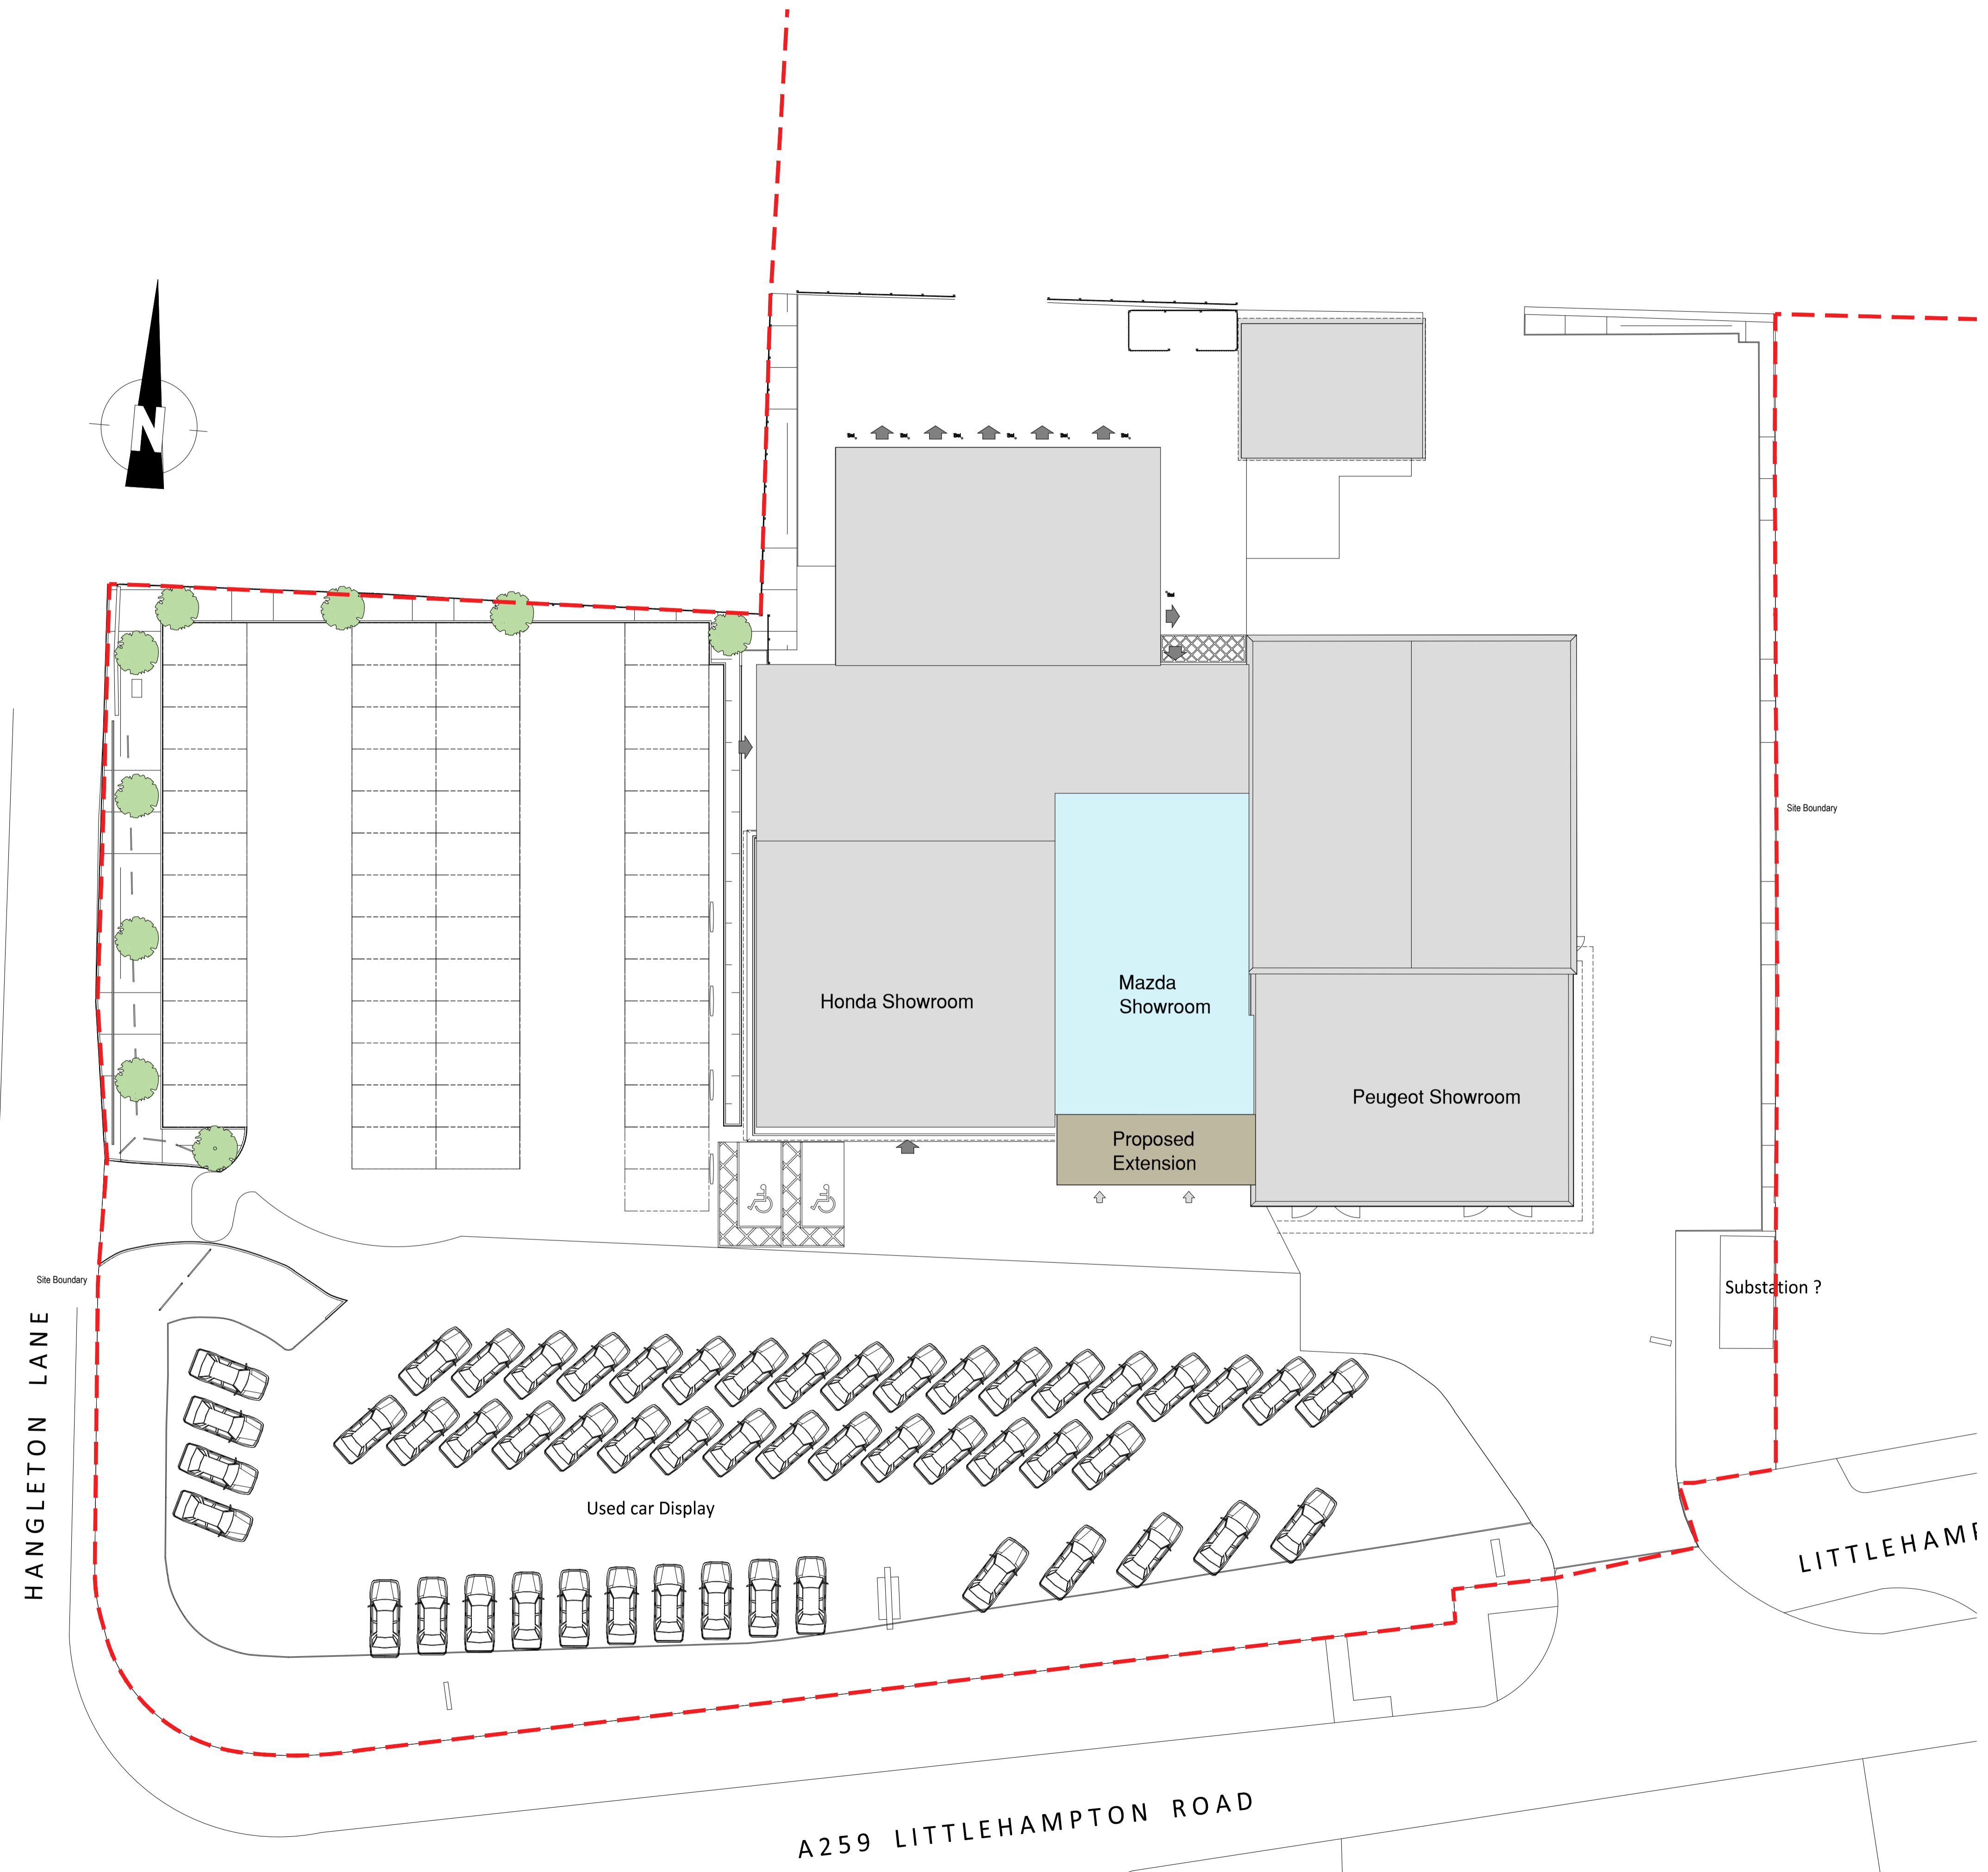 N
Site Boundary
Mazda
Showroom
Honda Showroom
Peugeot Showroom
Proposed
Extension
Site Boundary
Substation ?
HANGLETON LANE
Used car Display
LITTLEHAMP
A259 LITTLEHAMPTON ROAD